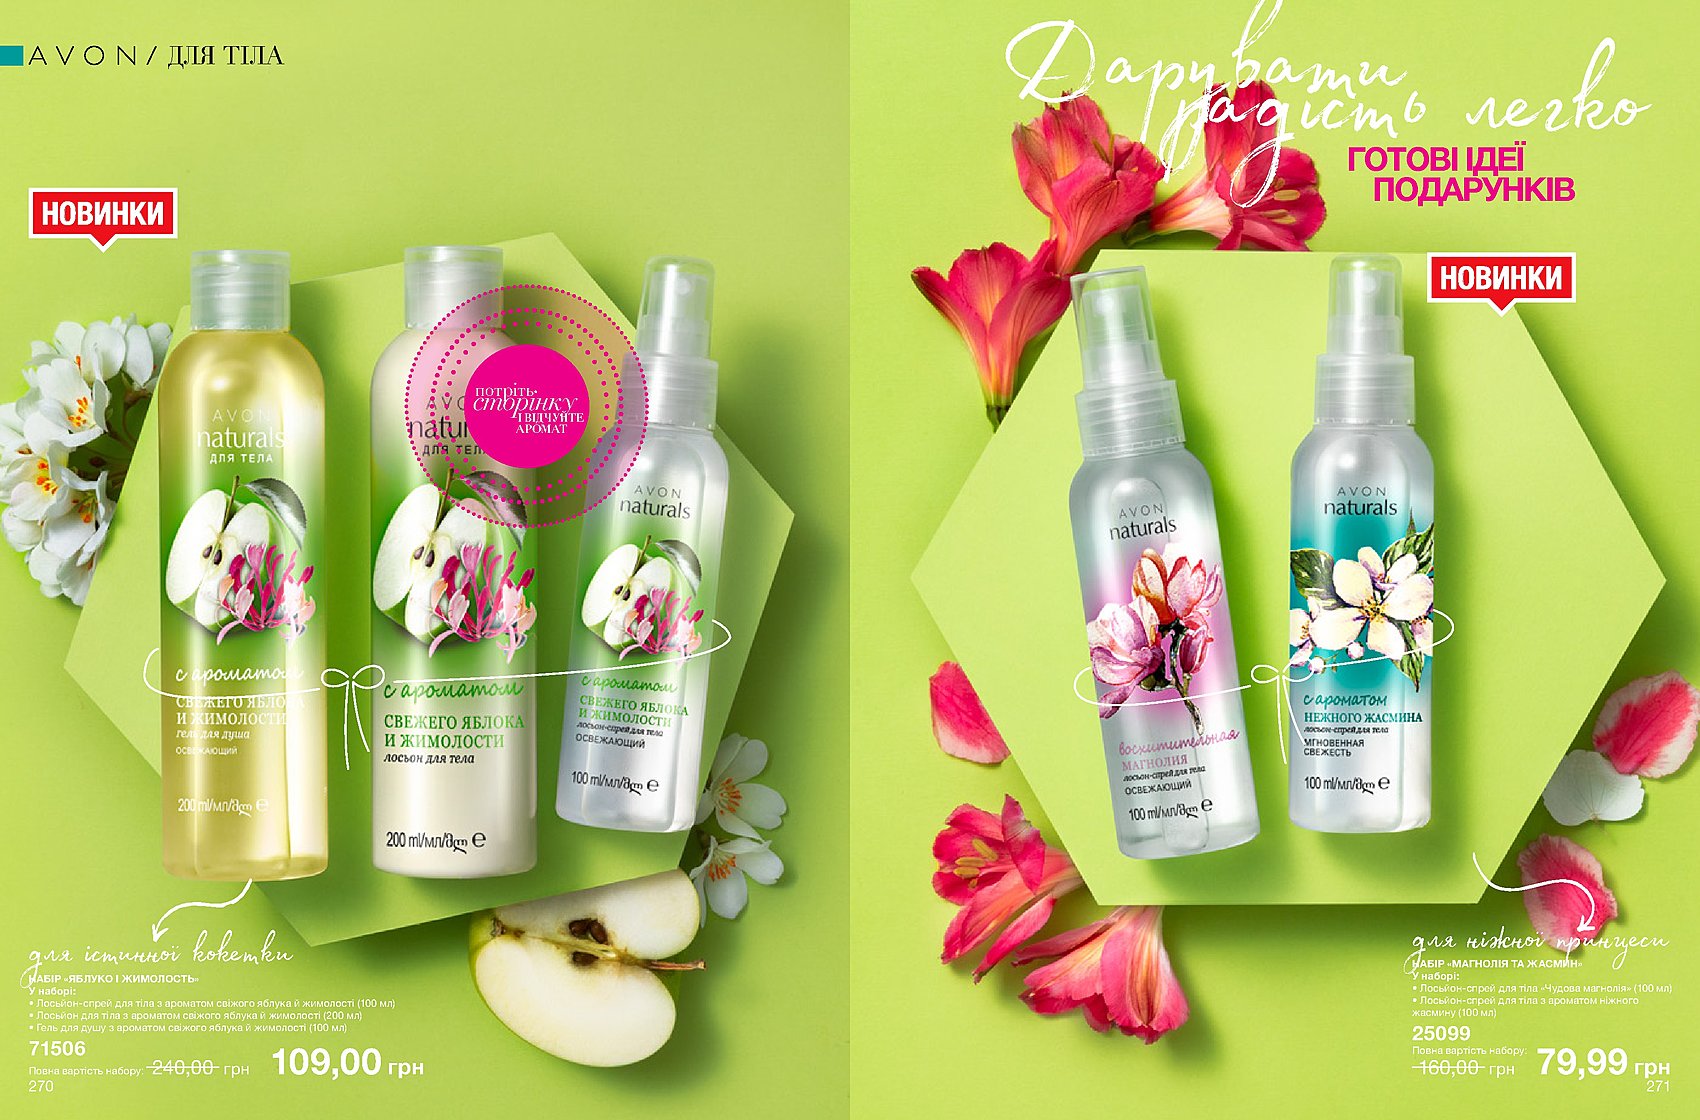 AVON / ДЛЯ ТІЛА
НОВИНКИ
AVON
naturals
ДЛЯ ТЕЛА
с ароматом
СВЕЖЕГО ЯБЛОКА
И ЖИМОЛОСТИ
гель для душа
ОСВЕЖАЮЩИЙ
200 ml/мл/მლ e
ПОТРІТЬ
СТОРІНКУ
І ВІДЧУЙТЕ
АРОМАТ
naturals
ДЛЯ ТЕЛА
с ароматом
СВЕЖЕГО ЯБЛОКА
И ЖИМОЛОСТИ
лосьон для тела
200 ml/мл/მლ e
AVON
naturals
с ароматом
СВЕЖЕГО ЯБЛОКА
И ЖИМОЛОСТИ
лосьон-спрей для тела
ОСВЕЖАЮЩИЙ
100 ml/мл/მლ e
для істинної кокетки
НАБІР «ЯБЛУКО І ЖИМОЛОСТЬ»
У наборі:
• Лосьйон-спрей для тіла з ароматом свіжого яблука й жимолості (100 мл)
• Лосьйон для тіла з ароматом свіжого яблука й жимолості (200 мл)
• Гель для душу з ароматом свіжого яблука й жимолості (100 мл)
71506
Повна вартість набору: 240,00 грн 109,00 грн
270
Дарувати
радість легко
ГОТОВІ ІДЕЇ
ПОДАРУНКІВ
НОВИНКИ
AVON
naturals
восхитительная
МАГНОЛИЯ
лосьон-спрей для тела
ОСВЕЖАЮЩИЙ
100 ml/мл/მლ e
AVON
naturals
с ароматом
НЕЖНОГО ЖАСМИНА
лосьон-спрей для тела
МГНОВЕННАЯ
СВЕЖЕСТЬ
100 ml/мл/მლ e
для ніжної принцеси
НАБІР «МАГНОЛІЯ ТА ЖАСМИН»
У наборі:
• Лосьйон-спрей для тіла «Чудова магнолія» (100 мл)
• Лосьйон-спрей для тіла з ароматом ніжного
жасмину (100 мл)
25099
Повна вартість набору:
160,00 грн 79,99 грн
271